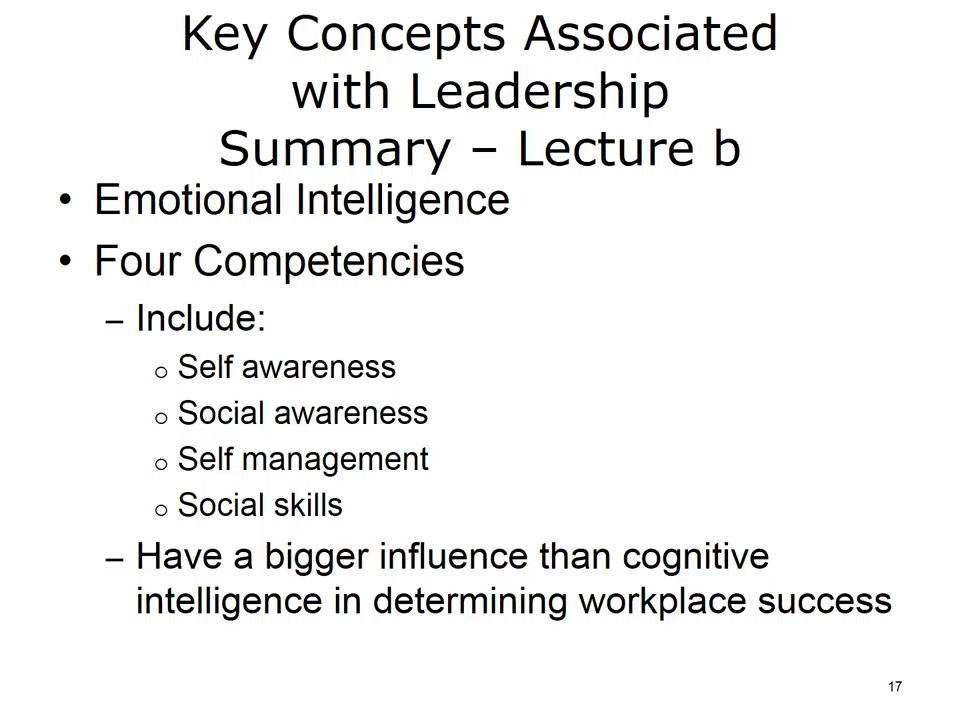 Key Concepts Associated
with Leadership
Summary – Lecture b
• Emotional Intelligence
• Four Competencies
– Include:
o Self awareness
o Social awareness
o Self management
o Social skills
– Have a bigger influence than cognitive
intelligence in determining workplace success
17